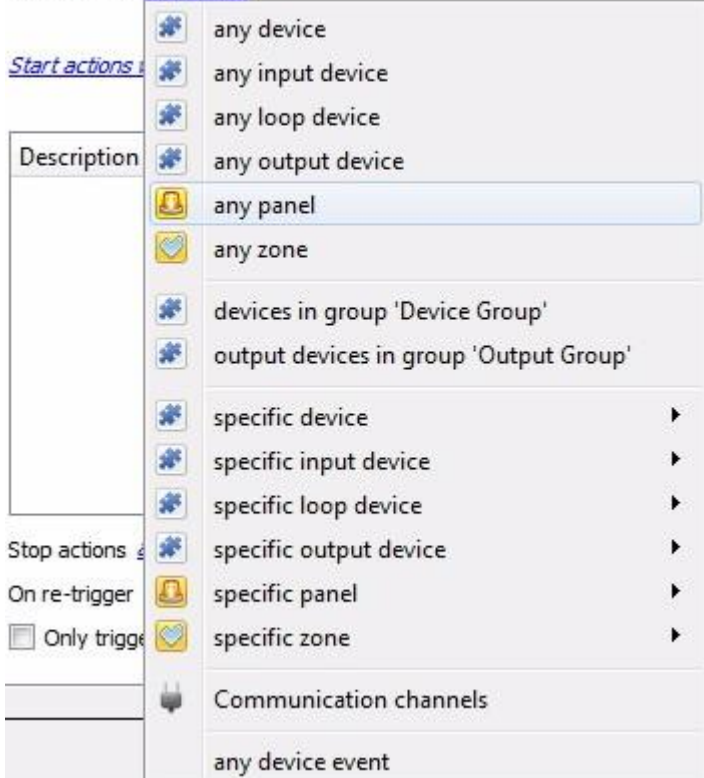 any device
Start actions
any input device
any loop device
Description
any output device
any panel
any zone
devices in group 'Device Group'
output devices in group 'Output Group'
specific device
specific input device
specific loop device
Stop actions
specific output device
On re-trigger
specific panel
Only
specific zone
Communication channels
any device event